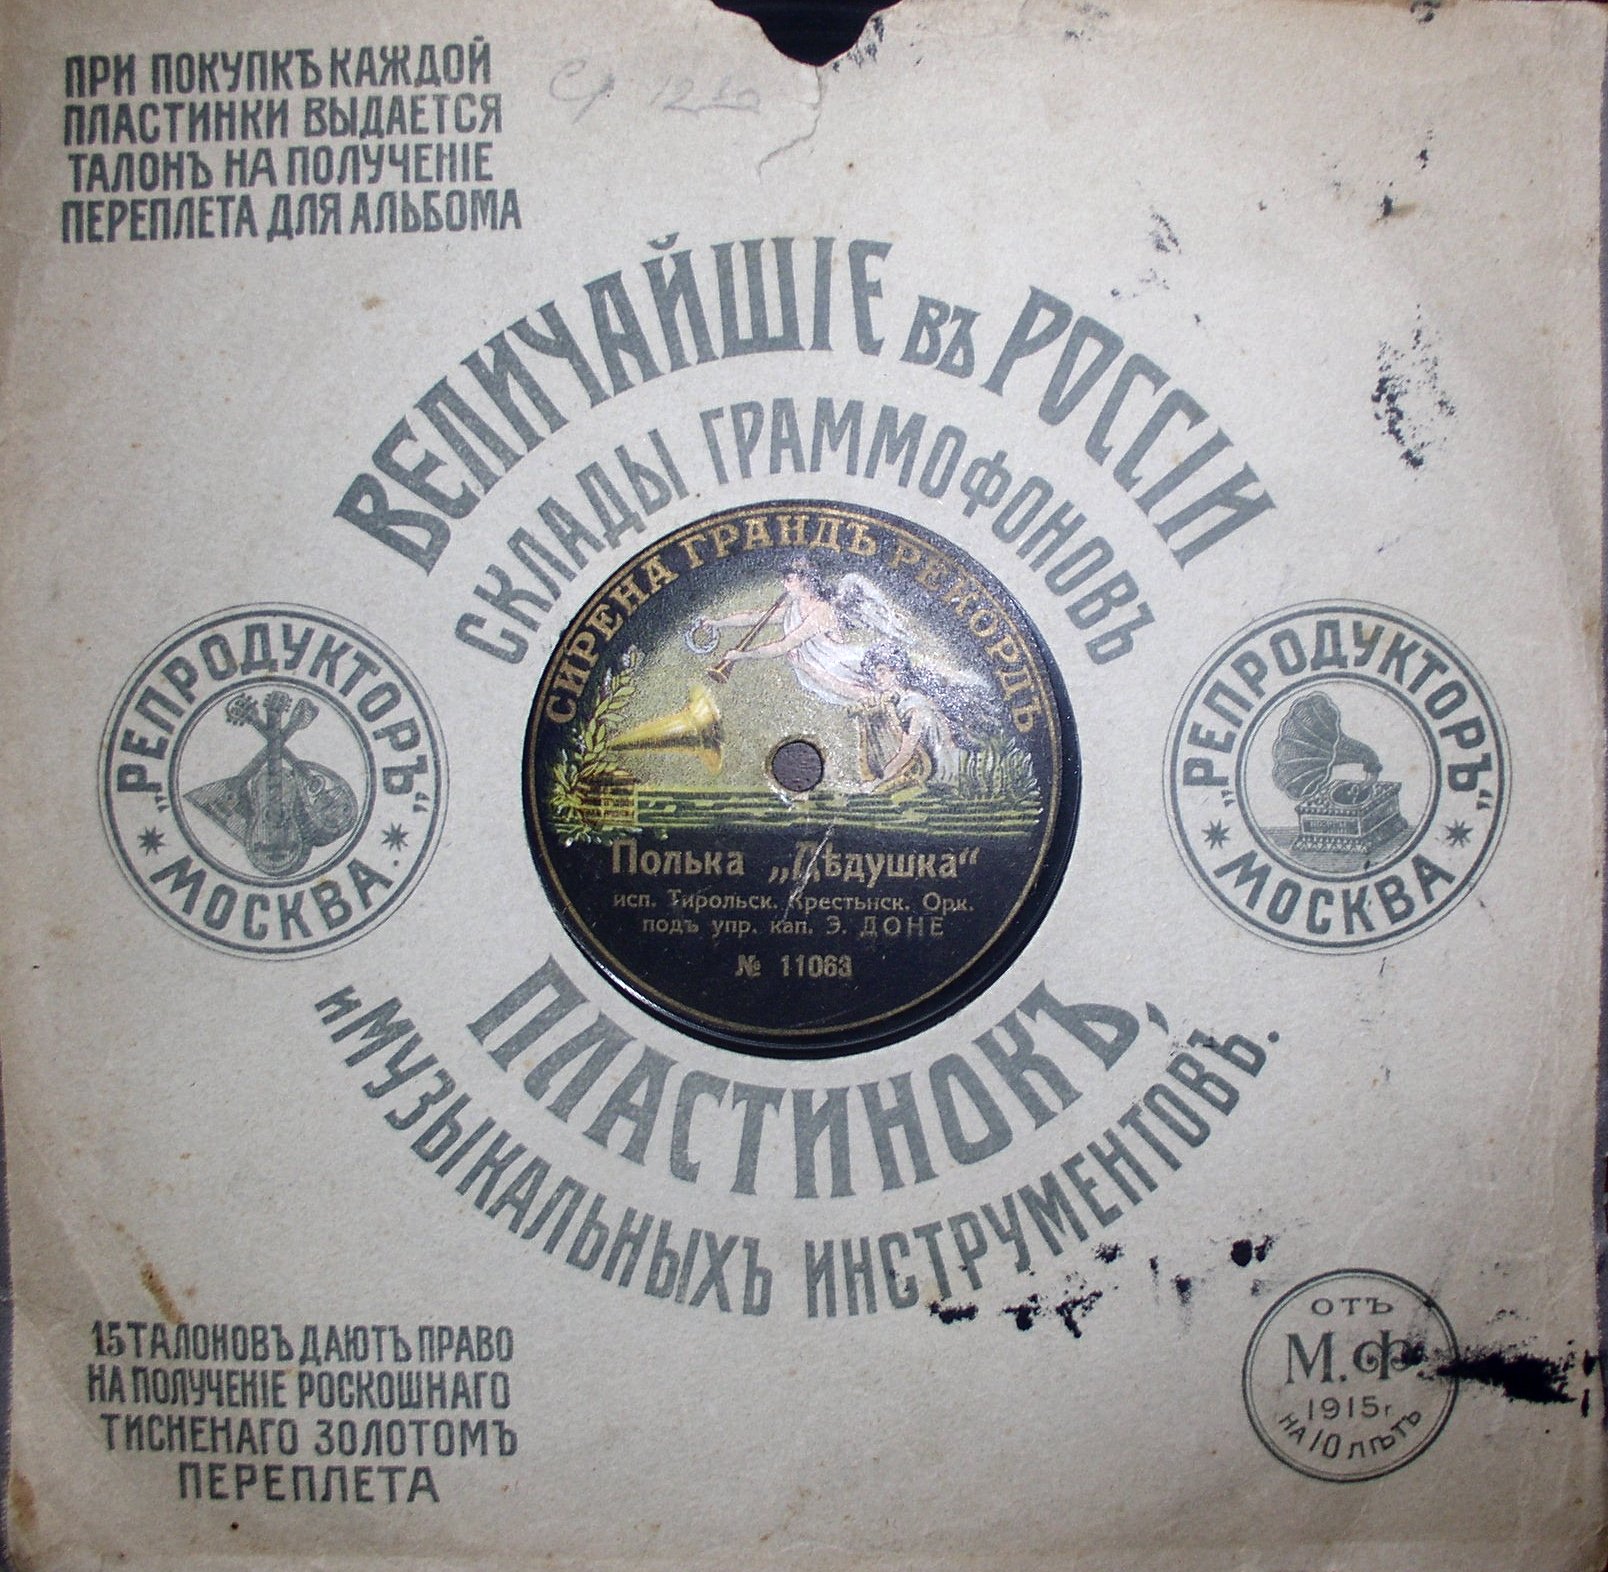 ПРИ ПОКУПКѢ КАЖДОЙ
ПЛАСТИНКИ ВЫДАЕТСЯ
ТАЛОНЪ НА ПОЛУЧЕНІЕ
ПЕРЕПЛЕТА ДЛЯ АЛЬБОМА
ВЕЛИЧАЙШІЕ ВЪ РОССІИ
СКЛАДЫ ГРАММОФОНОВЪ
СИРЕНА ГРАНДЪ РЕКОРДЪ
„РЕПРОДУКТОРЪ„
МОСКВА.
„РЕПРОДУКТОРЪ„
МОСКВА
Полька „Дѣдушка“
исп. Тирольск. Крестьнск. Орк.
подъ упр. кап. Э. ДОНЕ
№ 11063
ПЛАСТИНОКЪ,
И МУЗЫКАЛЬНЫХЪ ИНСТРУМЕНТОВЪ.
15 ТАЛОНОВЪ ДАЮТЪ ПРАВО
НА ПОЛУЧЕНІЕ РОСКОШНАГО
ТИСНЕНАГО ЗОЛОТОМЪ
ПЕРЕПЛЕТА
ОТЪ
М.Ф
1915г
НА 10 ЛѢТЪ